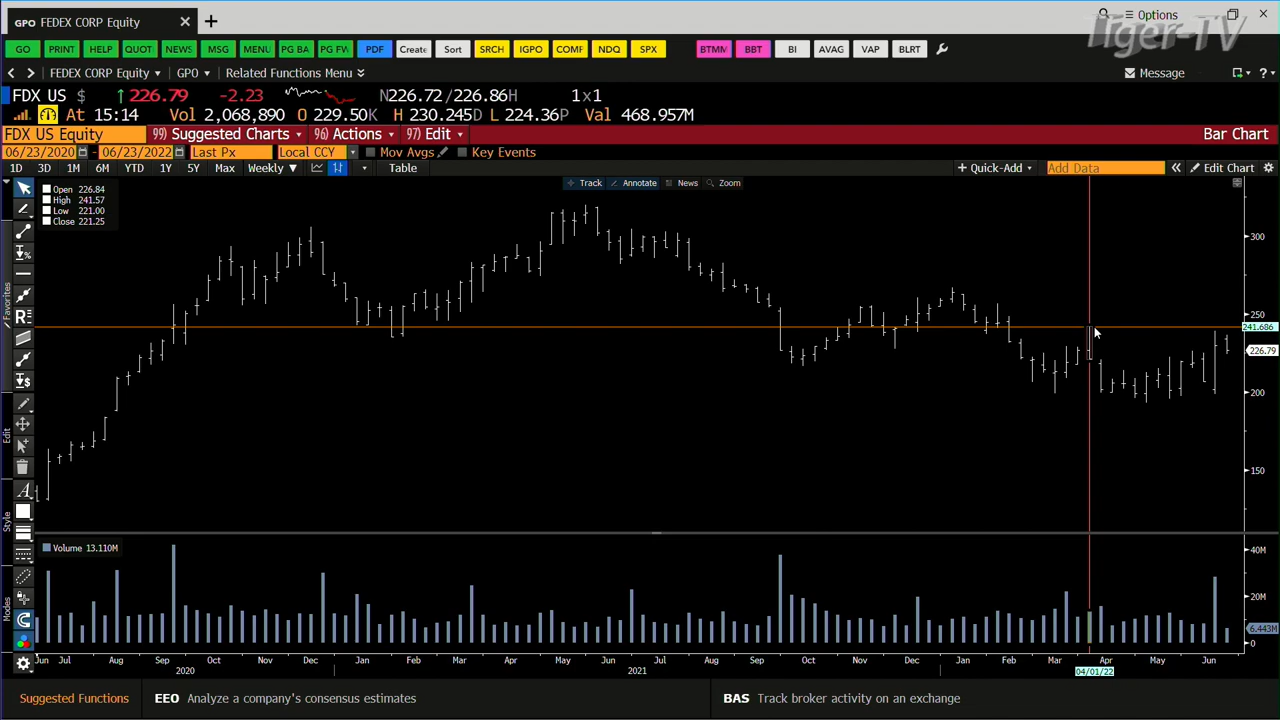 GPO FEDEX CORP Equity
Options
Tiger-TV
GO PRINT HELP QUOT NEWS MSG MENU PG BA PG FW PDF Create Sort SRCH IGPO COMF NDQ SPX BTMM BBT BI AVAG VAP BLRT
FEDEX CORP Equity GPO Related Functions Menu Message
FDX US $ 226.79 -2.23 N226.72/226.86H 1x1
At 15:14 Vol 2,068,890 O 229.50K H 230.245D L 224.36P Val 468.957M
FDX US Equity 99) Suggested Charts 96) Actions 97) Edit Bar Chart
06/23/2020 - 06/23/2022 Last Px Local CCY Mov Avgs Key Events
1D 3D 1M 6M YTD 1Y 5Y Max Weekly Table + Quick-Add Add Data Edit Chart
Track Annotate News Zoom
Open 226.84
High 241.57
Low 221.00
Close 221.25
300
250
241.686
226.79
200
150
Favorites
Edit
Style
Modes
Volume 13.110M
40M
20M
6.443M
0
Jun Jul Aug Sep Oct Nov Dec Jan Feb Mar Apr May Jun Jul Aug Sep Oct Nov Dec Jan Feb Mar Apr May Jun
2020 2021 04/01/22
Suggested Functions EEO Analyze a company's consensus estimates BAS Track broker activity on an exchange